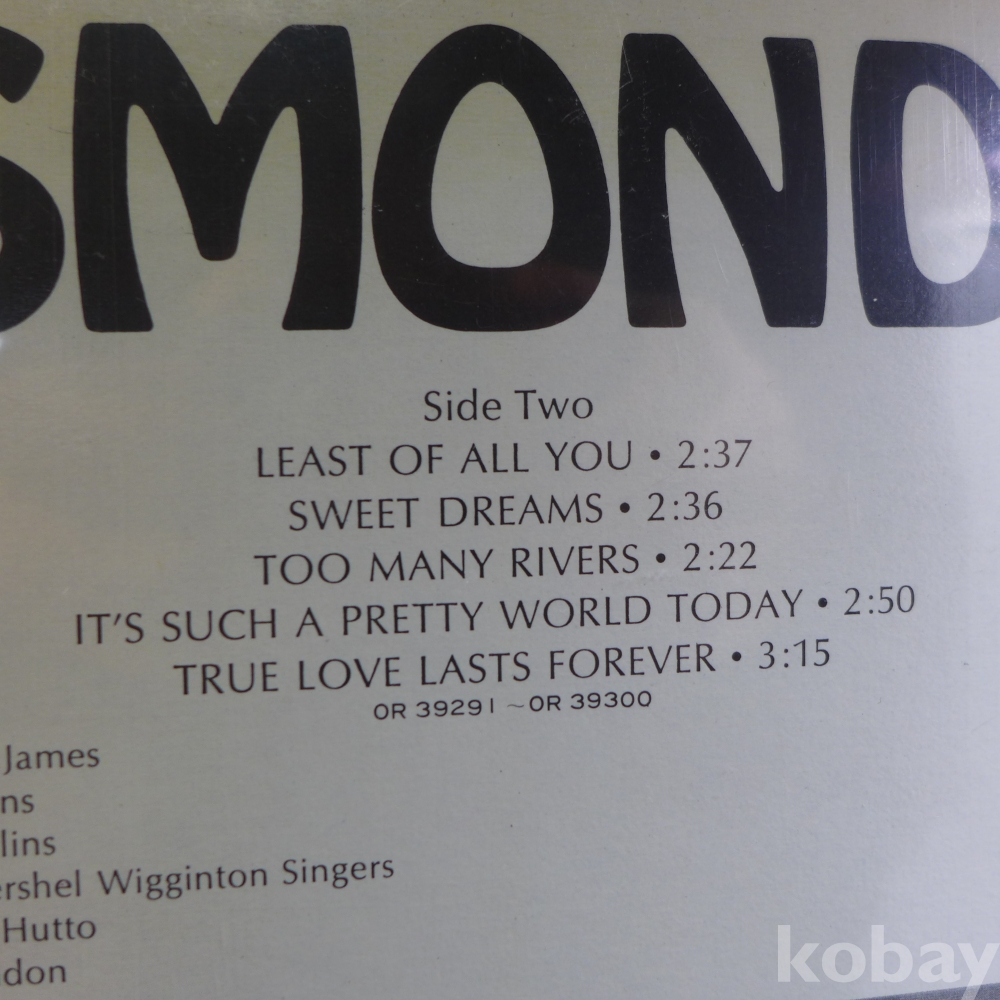 SMOND
Side Two
LEAST OF ALL YOU • 2:37
SWEET DREAMS • 2:36
TOO MANY RIVERS • 2:22
IT'S SUCH A PRETTY WORLD TODAY • 2:50
TRUE LOVE LASTS FOREVER • 3:15
OR 39291 ~OR 39300
James
ns
lins
ershel Wigginton Singers
Hutto
don
kobay